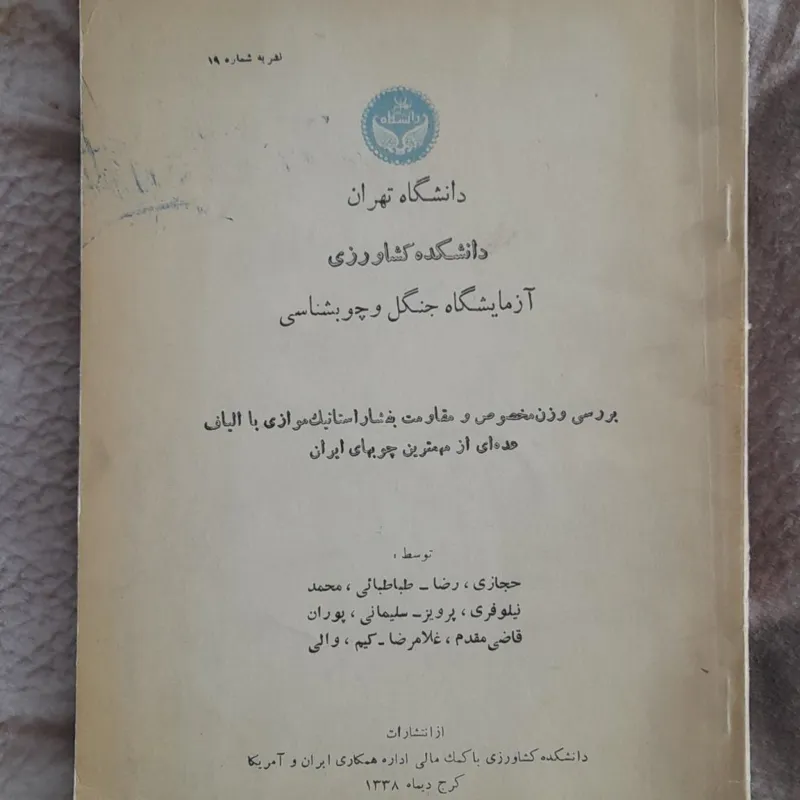 نشریه شماره ۱۹
دانشگاه
دانشگاه تهران
دانشکده کشاورزی
آزمایشگاه جنگل و چوبشناسی
بررسی وزن مخصوص و مقاومت بفشار استاتیک موازی با الیاف
عده‌ای از مهمترین چوبهای ایران
توسط :
حجازی ، رضا ـ طباطبائی ، محمد
نیلوفری ، پرویز ـ سلیمانی ، پوران
قاضی مقدم ، غلامرضا ـ کیم ، والی
از انتشارات
دانشکده کشاورزی با کمک مالی اداره همکاری ایران و آمریکا
کرج دیماه ۱۳۳۸